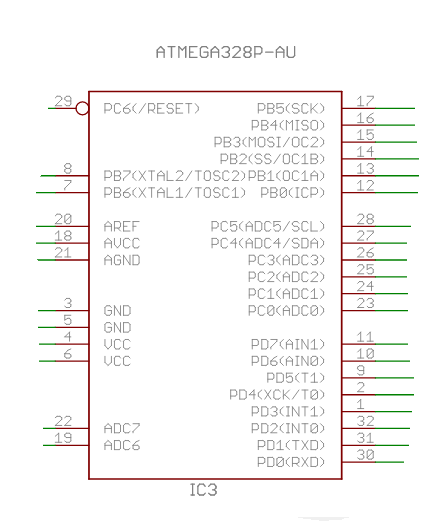 ATMEGA328P-AU
29 PC6(/RESET) PB5(SCK) 17
PB4(MISO) 16
PB3(MOSI/OC2) 15
PB2(SS/OC1B) 14
8 PB7(XTAL2/TOSC2) PB1(OC1A) 13
7 PB6(XTAL1/TOSC1) PB0(ICP) 12
20 AREF PC5(ADC5/SCL) 28
18 AVCC PC4(ADC4/SDA) 27
21 AGND PC3(ADC3) 26
PC2(ADC2) 25
PC1(ADC1) 24
3 GND PC0(ADC0) 23
5 GND
4 VCC PD7(AIN1) 11
6 VCC PD6(AIN0) 10
PD5(T1) 9
PD4(XCK/T0) 2
PD3(INT1) 1
22 ADC7 PD2(INT0) 32
19 ADC6 PD1(TXD) 31
PD0(RXD) 30
IC3